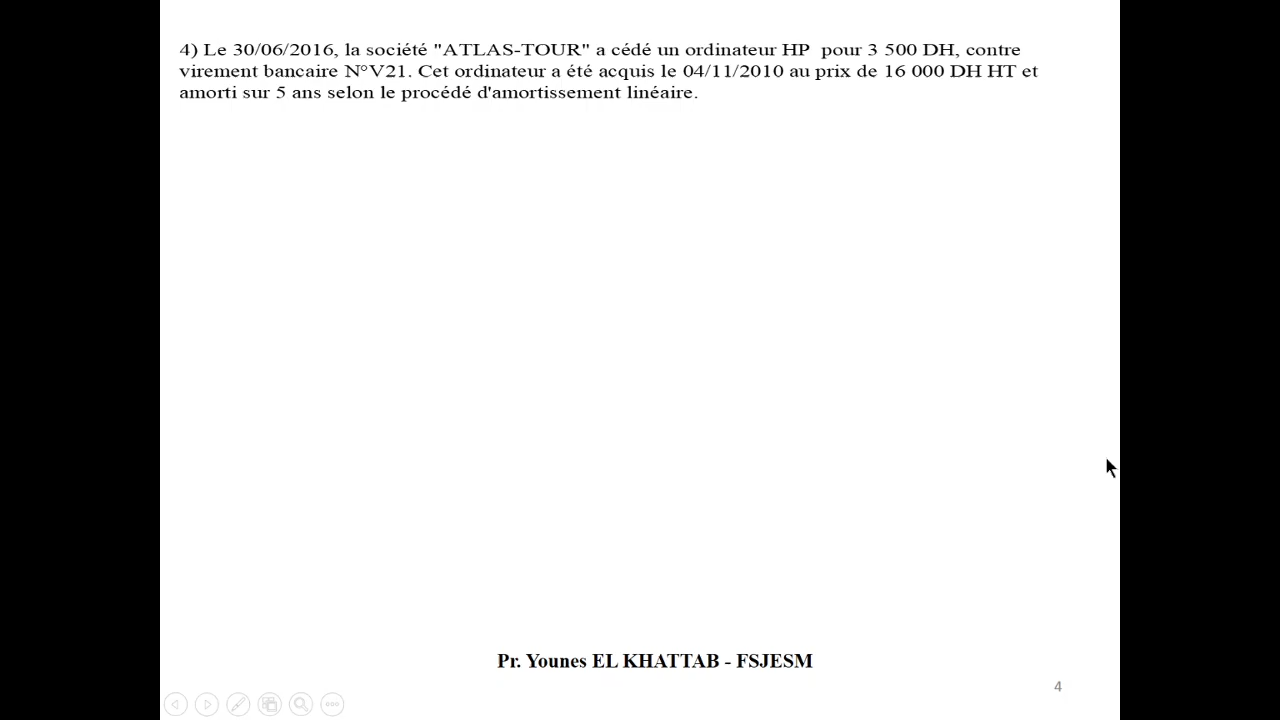 4) Le 30/06/2016, la société "ATLAS-TOUR" a cédé un ordinateur HP  pour 3 500 DH, contre
virement bancaire N°V21. Cet ordinateur a été acquis le 04/11/2010 au prix de 16 000 DH HT et
amorti sur 5 ans selon le procédé d'amortissement linéaire.
Pr. Younes EL KHATTAB - FSJESM
4